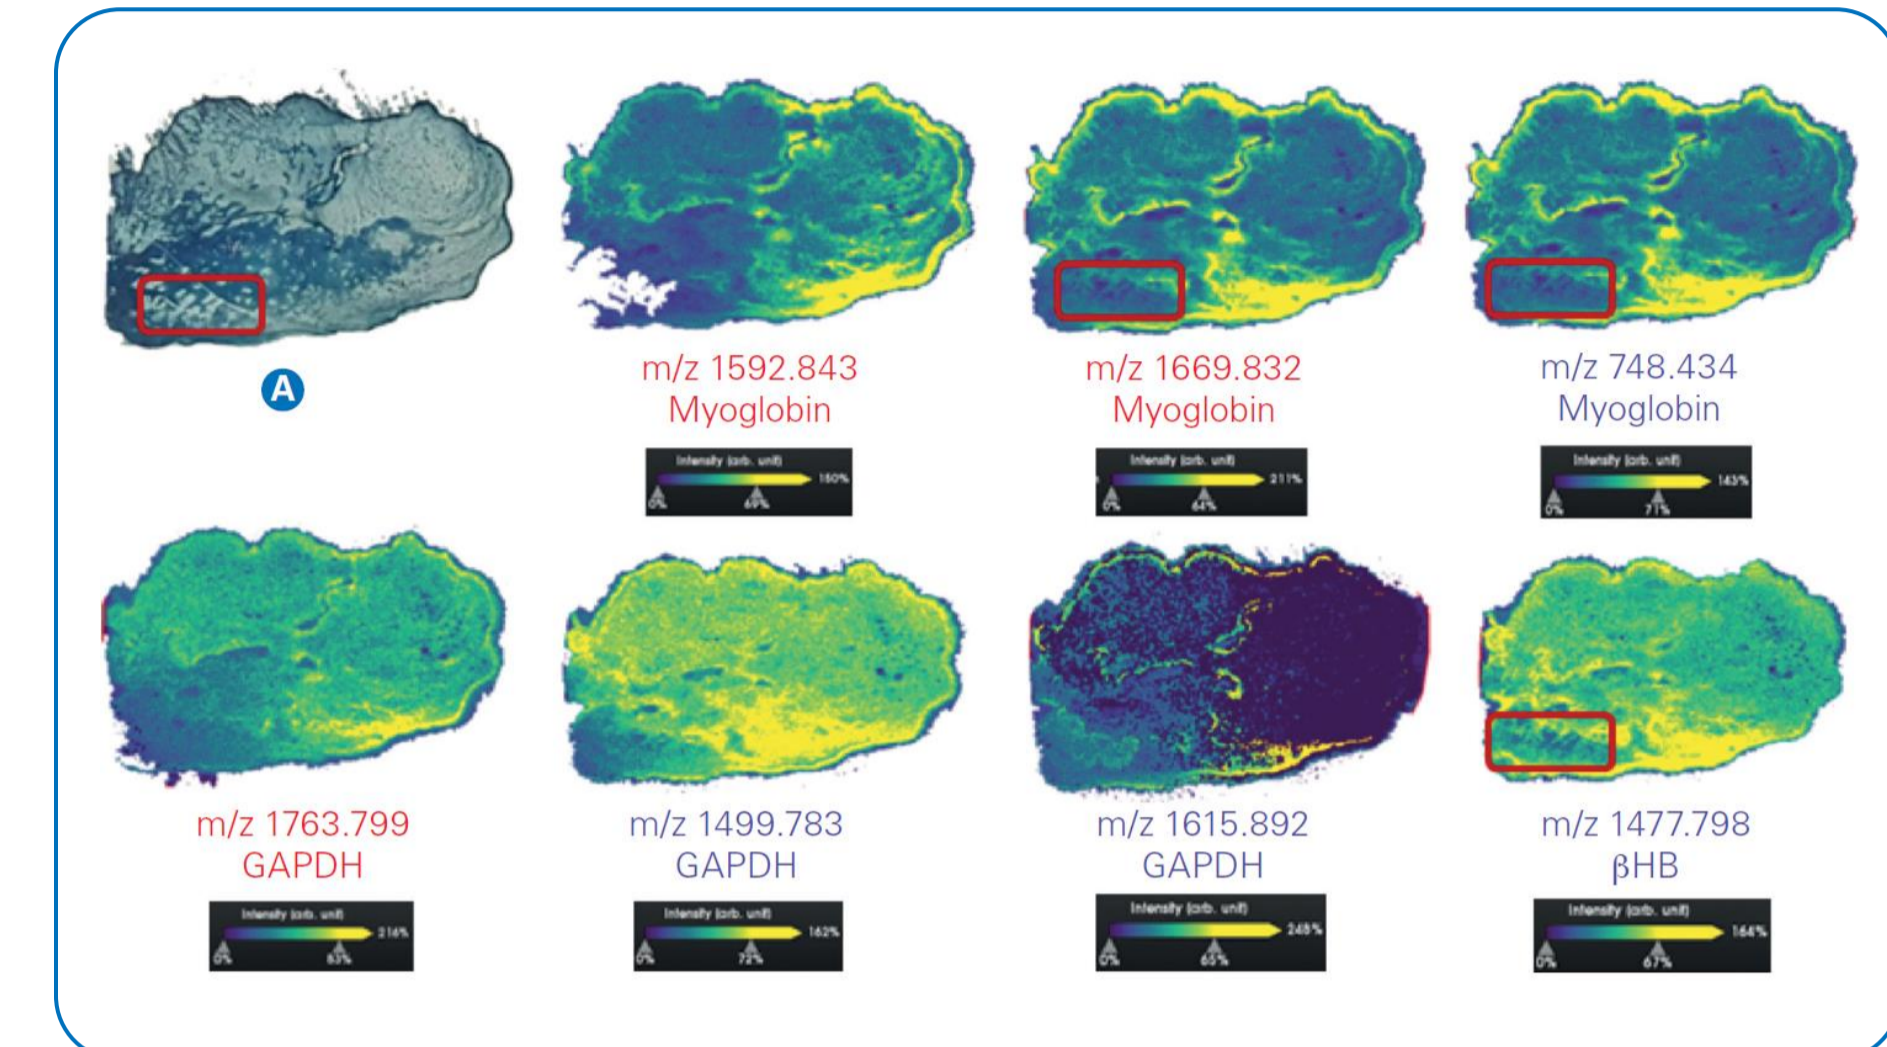 A
m/z 1592.843
Myoglobin
m/z 1669.832
Myoglobin
m/z 748.434
Myoglobin
Intensity (arb. unit)
150%
0%
69%
Intensity (arb. unit)
211%
0%
64%
Intensity (arb. unit)
143%
0%
71%
m/z 1763.799
GAPDH
m/z 1499.783
GAPDH
m/z 1615.892
GAPDH
m/z 1477.798
βHB
Intensity (arb. unit)
216%
0%
83%
Intensity (arb. unit)
162%
0%
72%
Intensity (arb. unit)
248%
0%
65%
Intensity (arb. unit)
164%
0%
67%